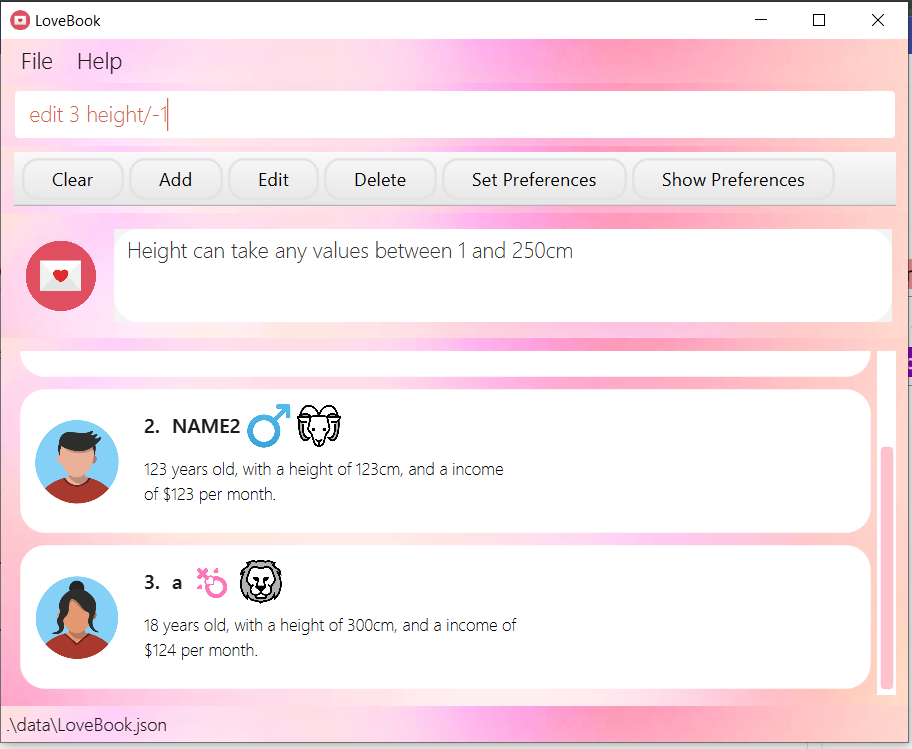 LoveBook
File Help
edit 3 height/-1
Clear Add Edit Delete Set Preferences Show Preferences
Height can take any values between 1 and 250cm
2. NAME2
123 years old, with a height of 123cm, and a income
of $123 per month.
3. a
18 years old, with a height of 300cm, and a income of
$124 per month.
.\data\LoveBook.json